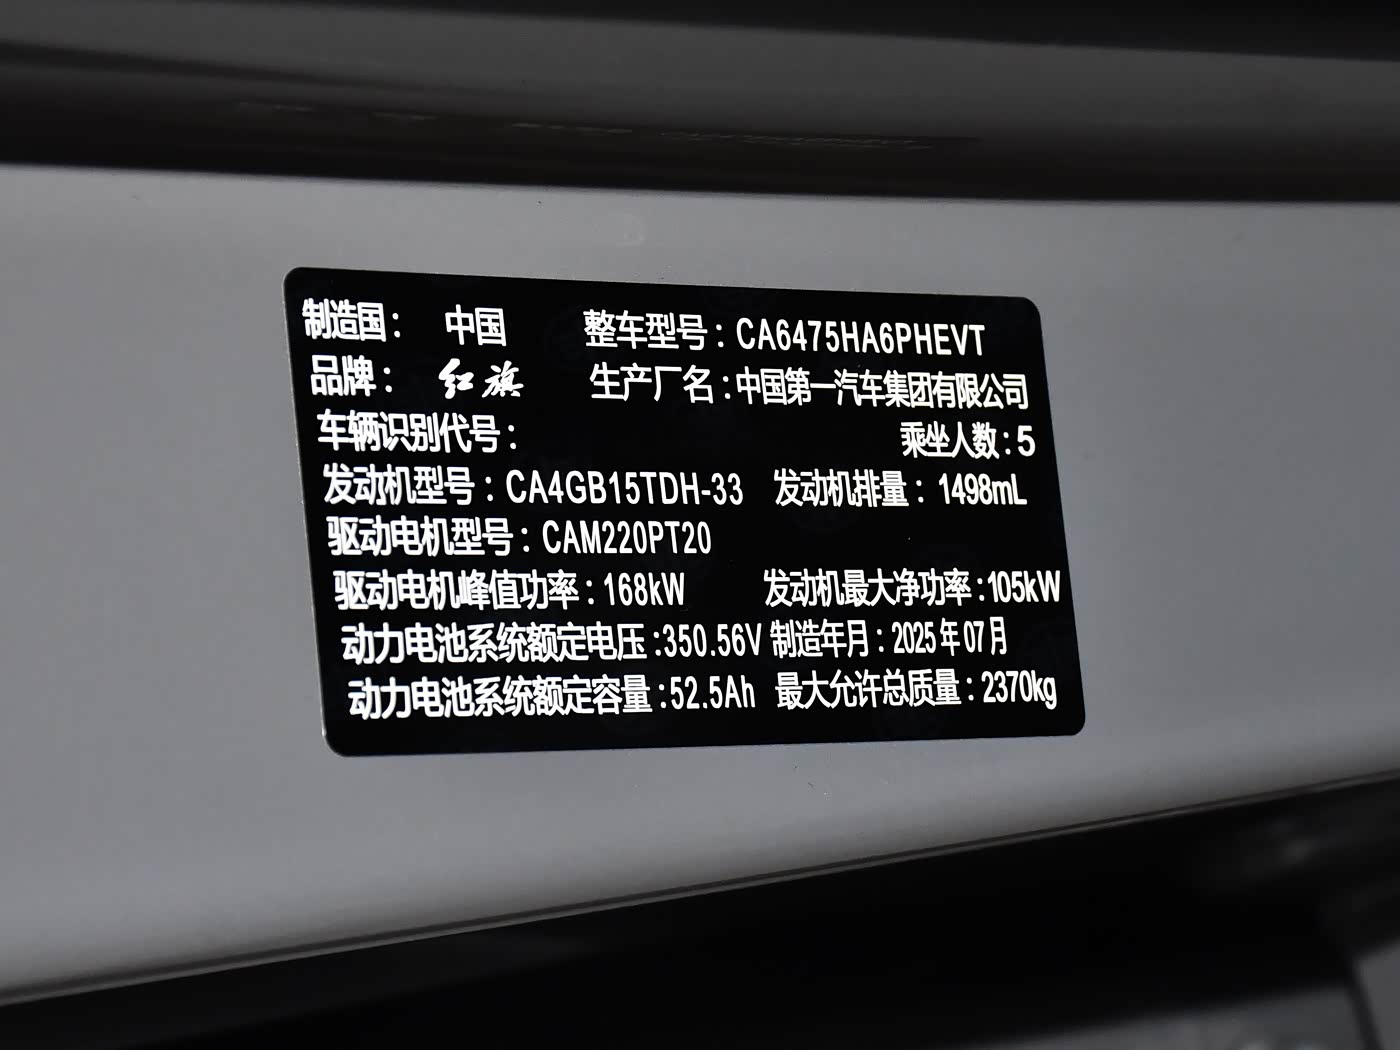 制造国： 中国 整车型号：CA6475HA6PHEVT
品牌： 红旗 生产厂名：中国第一汽车集团有限公司
车辆识别代号： 乘坐人数：5
发动机型号：CA4GB15TDH-33 发动机排量：1498mL
驱动电机型号：CAM220PT20
驱动电机峰值功率：168kW 发动机最大净功率：105kW
动力电池系统额定电压：350.56V 制造年月：2025年07月
动力电池系统额定容量：52.5Ah 最大允许总质量：2370kg